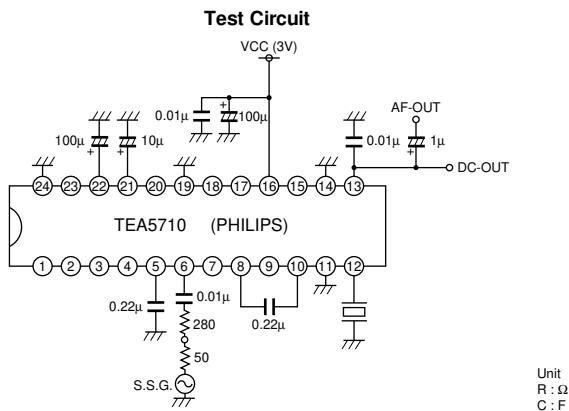 Test Circuit
VCC (3V)
AF-OUT
0.01μ
+
100μ
100μ
+
10μ
+
0.01μ
+
1μ
DC-OUT
24 23 22 21 20 19 18 17 16 15 14 13
TEA5710 (PHILIPS)
1 2 3 4 5 6 7 8 9 10 11 12
0.22μ
0.01μ
280
0.22μ
50
S.S.G.
Unit
R : Ω
C : F